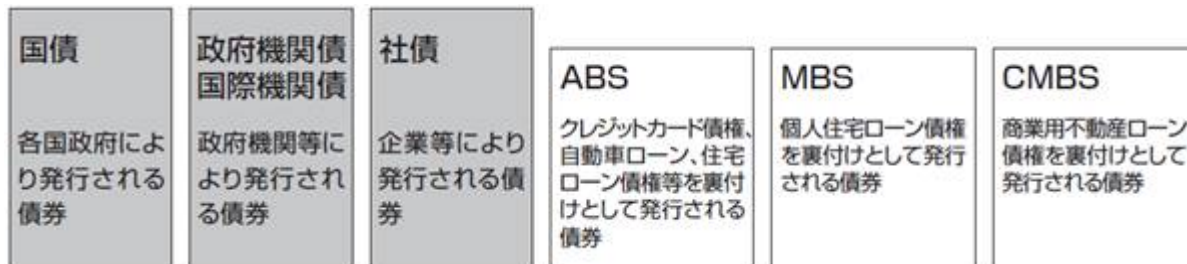 国債
各国政府によ
り発行される
債券
政府機関債
国際機関債
政府機関等に
より発行され
る債券
社債
企業等により
発行される債
券
ABS
クレジットカード債権、
自動車ローン、住宅
ローン債権等を裏付
けとして発行される
債券
MBS
個人住宅ローン債権
を裏付けとして発行
される債券
CMBS
商業用不動産ローン
債権を裏付けとして
発行される債券